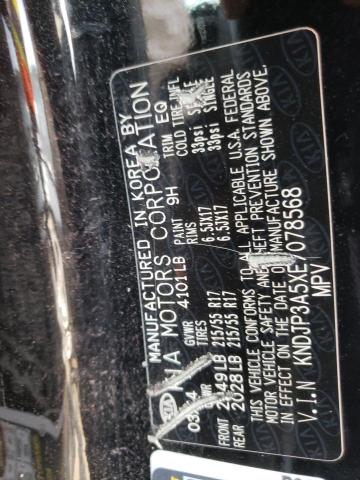 MANUFACTURED IN KOREA BY
KIA MOTORS CORPORATION
GVWR 4101LB PAINT 9H TRIM EQ
TIRES RIMS COLD TIRE INFL
FRONT 215/55 R17 6.5JX17 33psi SINGLE
REAR 2028LB 215/55 R17 6.5JX17 33psi SINGLE
THIS VEHICLE CONFORMS TO ALL APPLICABLE U.S.A. FEDERAL
MOTOR VEHICLE SAFETY AND THEFT PREVENTION STANDARDS
IN EFFECT ON THE DATE OF MANUFACTURE SHOWN ABOVE.
V.I.N KNDJP3A5XE7078568
MPV